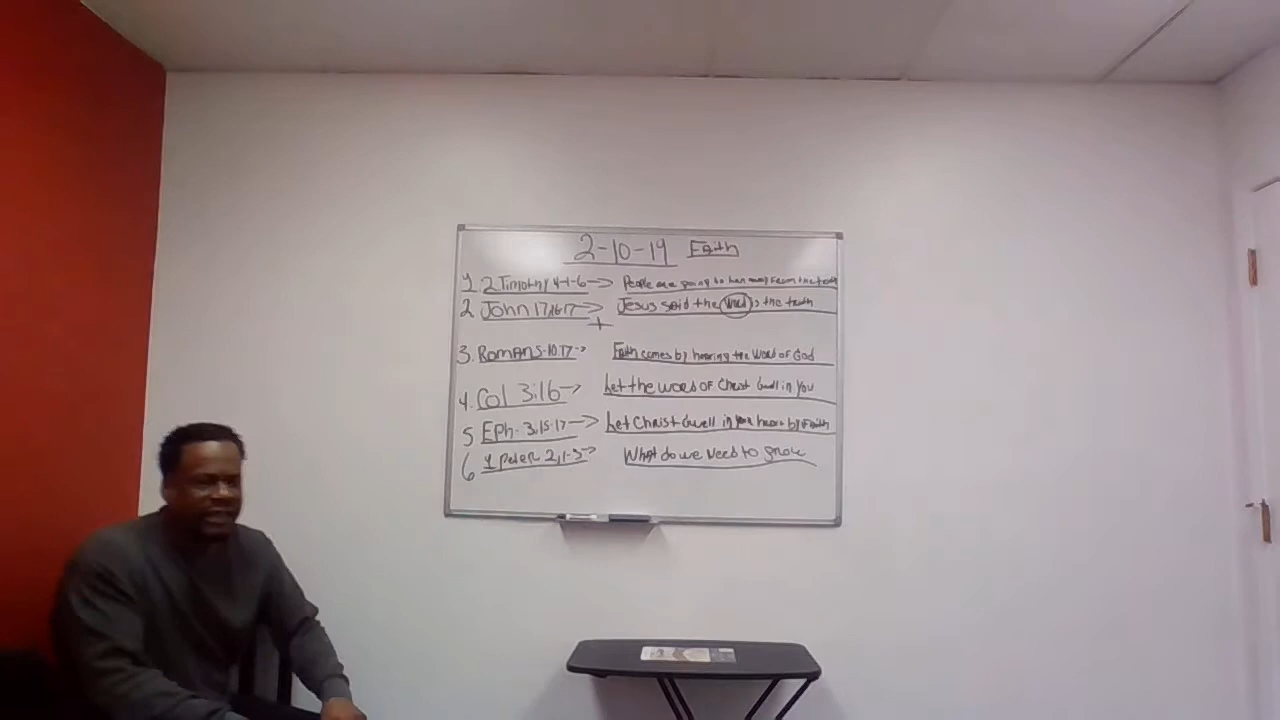 2-10-19 Faith
1 2 Timothy 4-1-6 -> People are going to turn away From the truth
2 John 17,16,17 -> Jesus said the word is the truth
+
3. Romans-10.17-> Faith comes by hearing the Word of God
4. Col 3:16 -> Let the word of Christ dwell in you
5 Eph-3,15-17 -> Let Christ dwell in your heart by Faith
6 1 Peter 2,1-3 -> What do we need to grow